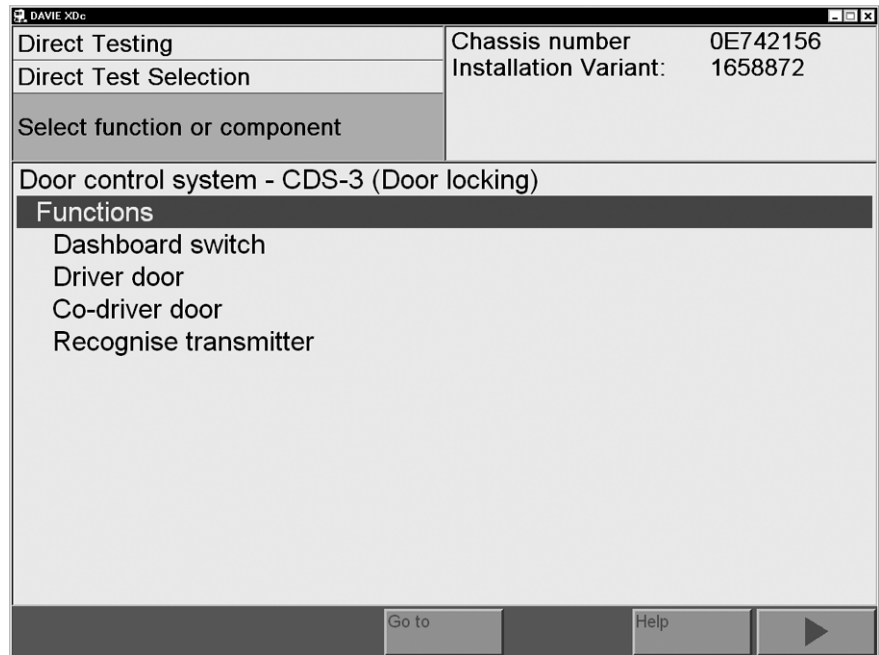 DAVIE XDc
Direct Testing
Direct Test Selection
Select function or component
Chassis number 0E742156
Installation Variant: 1658872
Door control system - CDS-3 (Door locking)
Functions
Dashboard switch
Driver door
Co-driver door
Recognise transmitter
Go to
Help